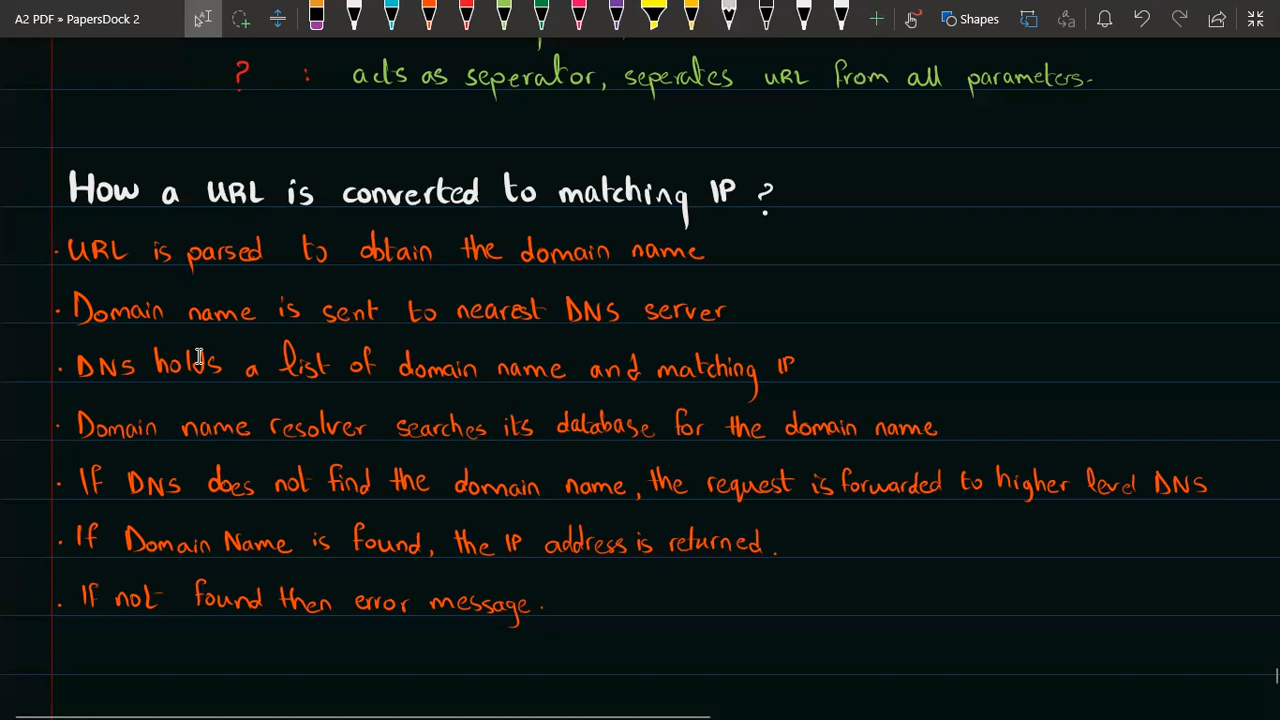 A2 PDF » PapersDock 2
Shapes
? : acts as seperator, seperates URL from all parameters.
How a URL is converted to matching IP ?
· URL is parsed to obtain the domain name
· Domain name is sent to nearest DNS server
· DNS holds a list of domain name and matching IP
· Domain name resolver searches its database for the domain name
· If DNS does not find the domain name, the request is forwarded to higher level DNS
· If Domain Name is found, the IP address is returned.
· If not found then error message.